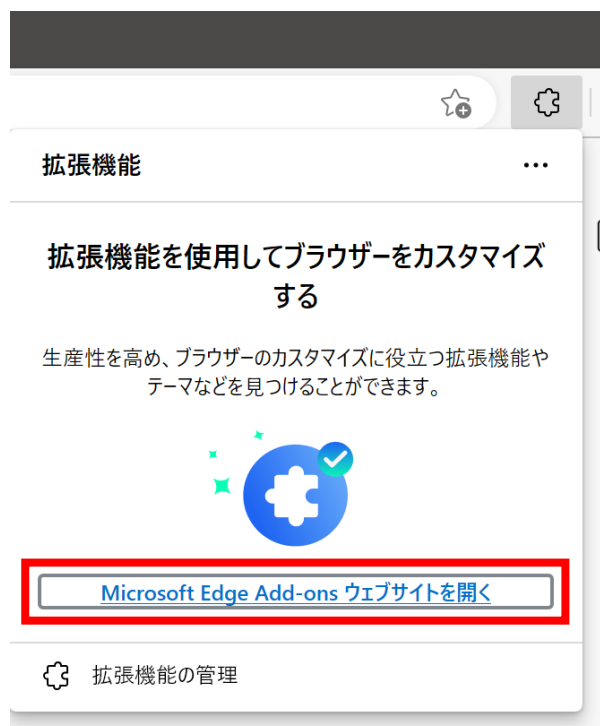 拡張機能
拡張機能を使用してブラウザーをカスタマイズ
する
生産性を高め、ブラウザーのカスタマイズに役立つ拡張機能や
テーマなどを見つけることができます。
Microsoft Edge Add-ons ウェブサイトを開く
拡張機能の管理